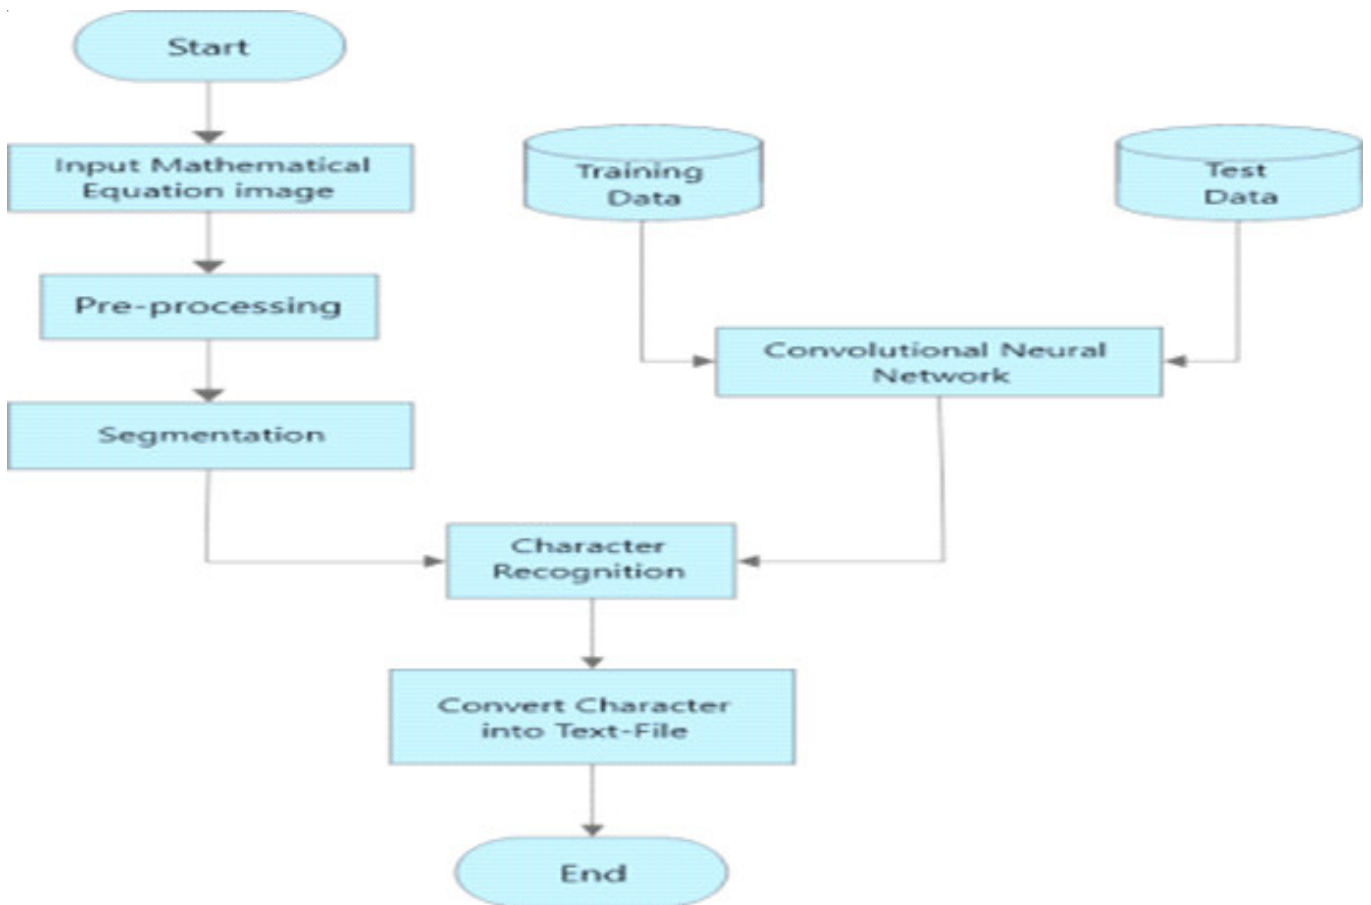 Start
Input Mathematical
Equation image
Training
Data
Test
Data
Pre-processing
Convolutional Neural
Network
Segmentation
Character
Recognition
Convert Character
into Text-File
End